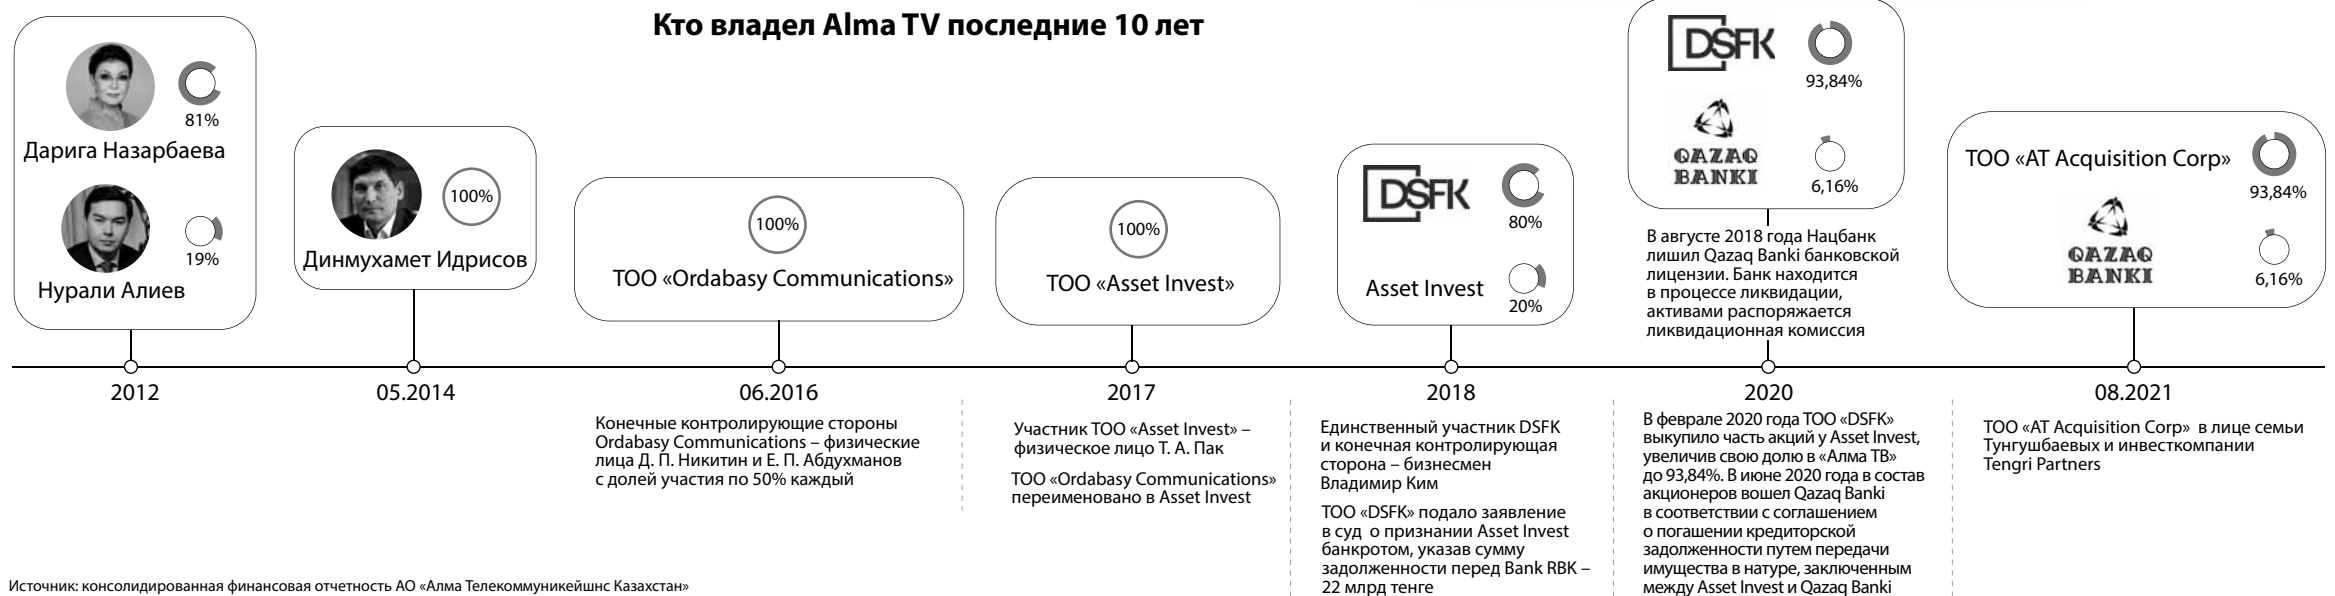 Кто владел Alma TV последние 10 лет
81%
Дарига Назарбаева
19%
Нурали Алиев
2012
100%
Динмухамет Идрисов
05.2014
100%
ТОО «Ordabasy Communications»
06.2016
Конечные контролирующие стороны
Ordabasy Communications – физические
лица Д. П. Никитин и Е. П. Абдухманов
с долей участия по 50% каждый
100%
ТОО «Asset Invest»
2017
Участник ТОО «Asset Invest» –
физическое лицо Т. А. Пак
ТОО «Ordabasy Communications»
переименовано в Asset Invest
DSFK
80%
Asset Invest
20%
2018
Единственный участник DSFK
и конечная контролирующая
сторона – бизнесмен
Владимир Ким
ТОО «DSFK» подало заявление
в суд о признании Asset Invest
банкротом, указав сумму
задолженности перед Bank RBK –
22 млрд тенге
DSFK
93,84%
QAZAQ
BANKI
6,16%
В августе 2018 года Нацбанк
лишил Qazaq Banki банковской
лицензии. Банк находится
в процессе ликвидации,
активами распоряжается
ликвидационная комиссия
2020
В феврале 2020 года ТОО «DSFK»
выкупило часть акций у Asset Invest,
увеличив свою долю в «Алма ТВ»
до 93,84%. В июне 2020 года в состав
акционеров вошел Qazaq Banki
в соответствии с соглашением
о погашении кредиторской
задолженности путем передачи
имущества в натуре, заключенным
между Asset Invest и Qazaq Banki
ТОО «AT Acquisition Corp»
93,84%
QAZAQ
BANKI
6,16%
08.2021
ТОО «AT Acquisition Corp» в лице семьи
Тунгушбаевых и инвесткомпании
Tengri Partners
Источник: консолидированная финансовая отчетность АО «Алма Телекоммуникейшнс Казахстан»